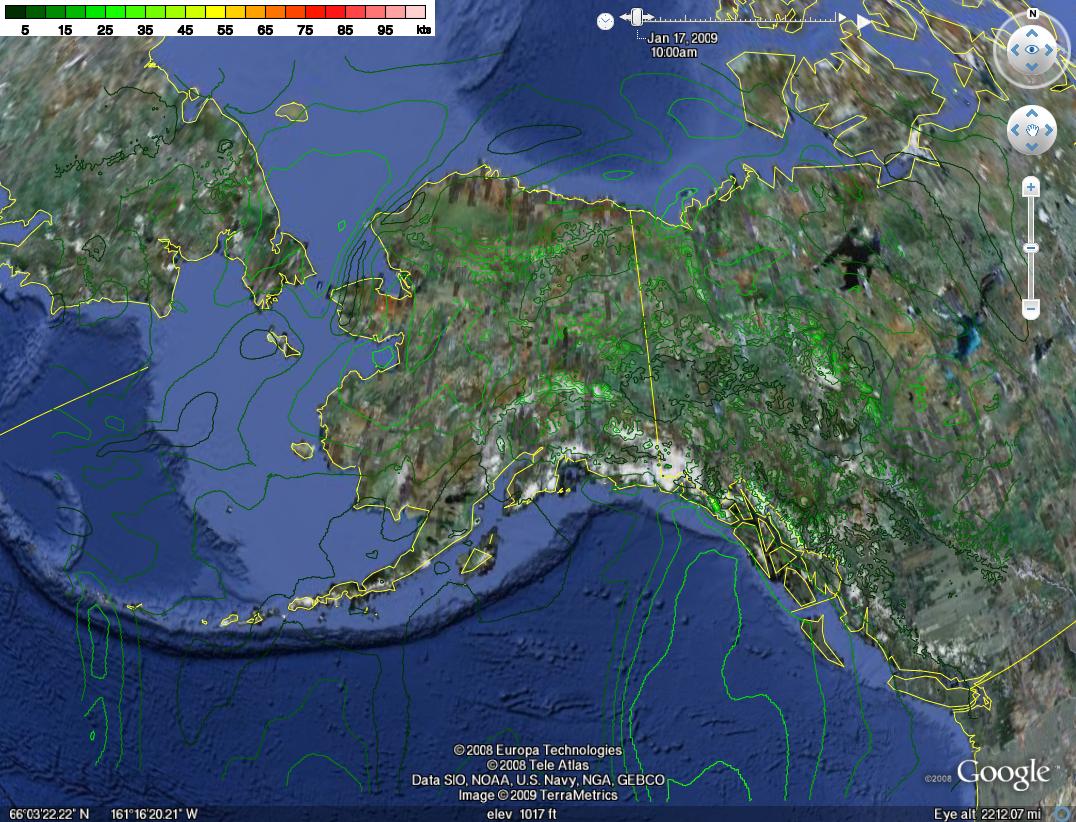 5 15 25 35 45 55 65 75 85 95 kts
Jan 17, 2009
10:00am
N
© 2008 Europa Technologies
© 2008 Tele Atlas
Data SIO, NOAA, U.S. Navy, NGA, GEBCO
Image © 2009 TerraMetrics
©2008 Google™
66°03'22.22" N 161°16'20.21" W elev 1017 ft Eye alt 2212.07 mi